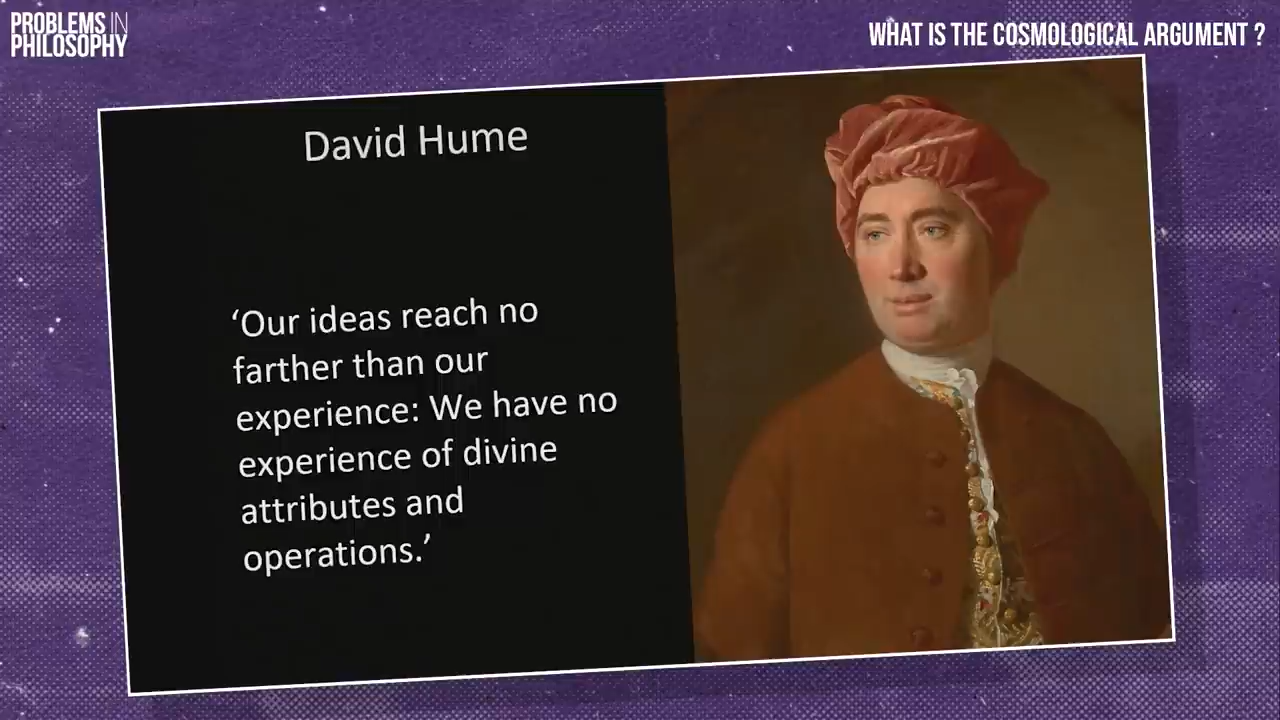 PROBLEMS IN
PHILOSOPHY
WHAT IS THE COSMOLOGICAL ARGUMENT ?
David Hume
‘Our ideas reach no
farther than our
experience: We have no
experience of divine
attributes and
operations.’